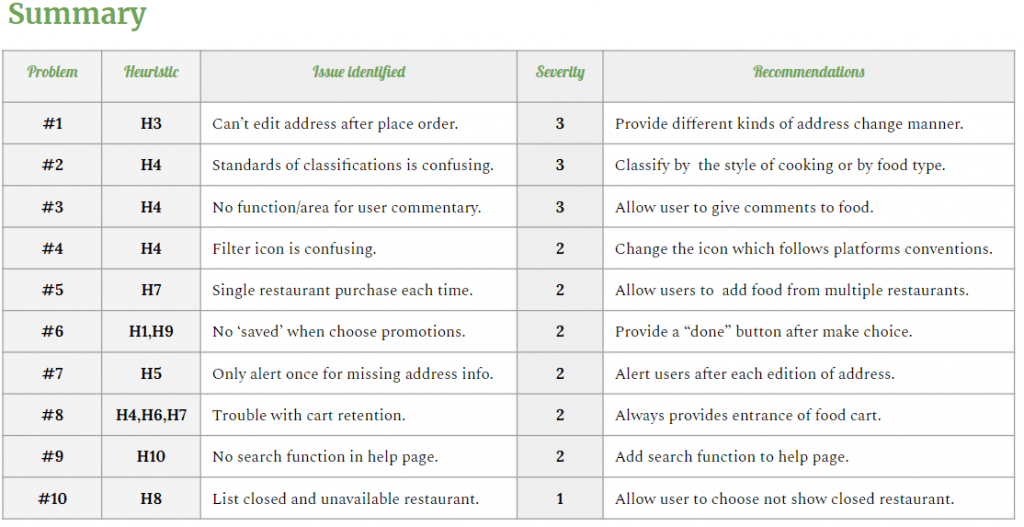 Summary
Problem Heuristic Issue identified Severity Recommendations
#1 H3 Can't edit address after place order. 3 Provide different kinds of address change manner.
#2 H4 Standards of classifications is confusing. 3 Classify by the style of cooking or by food type.
#3 H4 No function/area for user commentary. 3 Allow user to give comments to food.
#4 H4 Filter icon is confusing. 2 Change the icon which follows platforms conventions.
#5 H7 Single restaurant purchase each time. 2 Allow users to add food from multiple restaurants.
#6 H1,H9 No ‘saved’ when choose promotions. 2 Provide a “done” button after make choice.
#7 H5 Only alert once for missing address info. 2 Alert users after each edition of address.
#8 H4,H6,H7 Trouble with cart retention. 2 Always provides entrance of food cart.
#9 H10 No search function in help page. 2 Add search function to help page.
#10 H8 List closed and unavailable restaurant. 1 Allow user to choose not show closed restaurant.